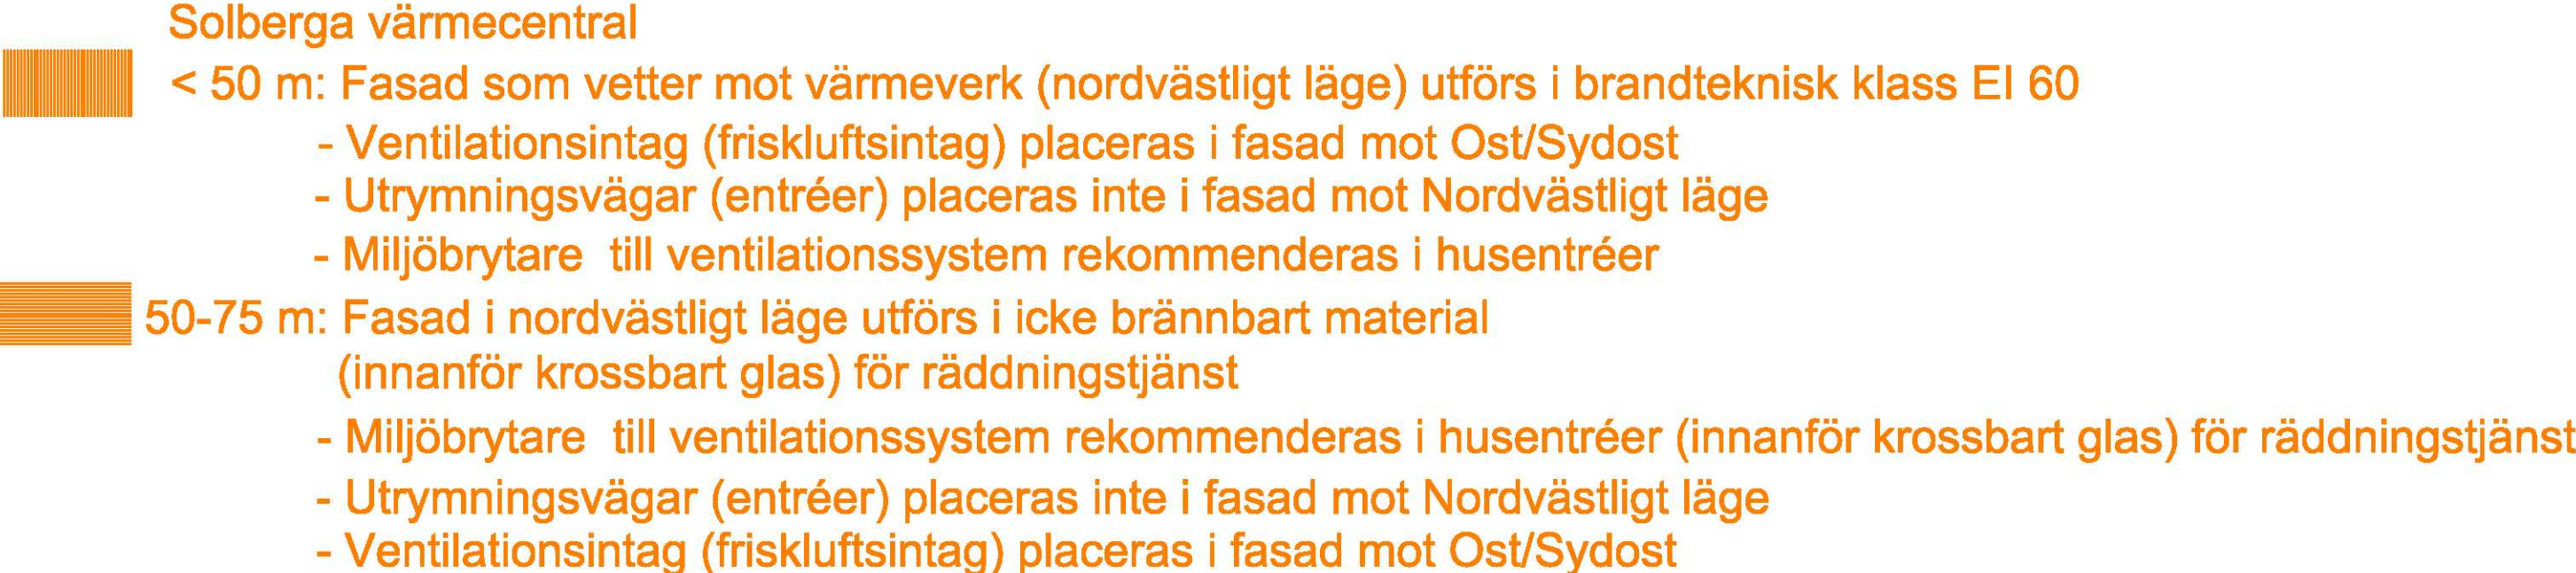 Solberga värmecentral
< 50 m: Fasad som vetter mot värmeverk (nordvästligt läge) utförs i brandteknisk klass EI 60
- Ventilationsintag (friskluftsintag) placeras i fasad mot Ost/Sydost
- Utrymningsvägar (entréer) placeras inte i fasad mot Nordvästligt läge
- Miljöbrytare  till ventilationssystem rekommenderas i husentréer
50-75 m: Fasad i nordvästligt läge utförs i icke brännbart material
(innanför krossbart glas) för räddningstjänst
- Miljöbrytare  till ventilationssystem rekommenderas i husentréer (innanför krossbart glas) för räddningstjänst
- Utrymningsvägar (entréer) placeras inte i fasad mot Nordvästligt läge
- Ventilationsintag (friskluftsintag) placeras i fasad mot Ost/Sydost